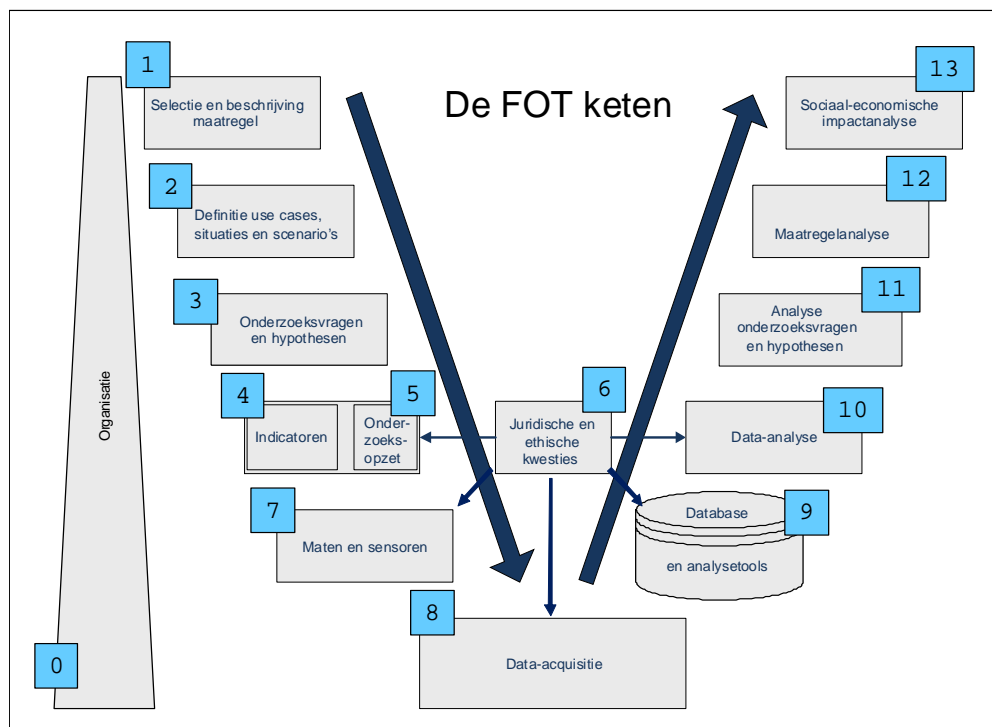 De FOT keten
0
Organisatie
1
Selectie en beschrijving
maatregel
2
Definitie use cases,
situaties en scenario's
3
Onderzoeksvragen
en hypothesen
4
Indicatoren
5
Onder-
zoeks-
opzet
6
Juridische en
ethische
kwesties
7
Maten en sensoren
8
Data-acquisitie
9
Database
en analysetools
10
Data-analyse
11
Analyse
onderzoeksvragen
en hypothesen
12
Maatregelanalyse
13
Sociaal-economische
impactanalyse